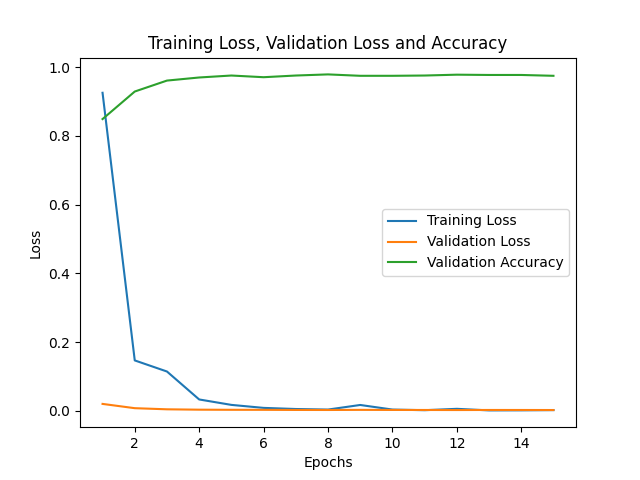 Training Loss, Validation Loss and Accuracy
1.0
0.8
0.6
0.4
0.2
0.0
Loss
Training Loss
Validation Loss
Validation Accuracy
2 4 6 8 10 12 14
Epochs